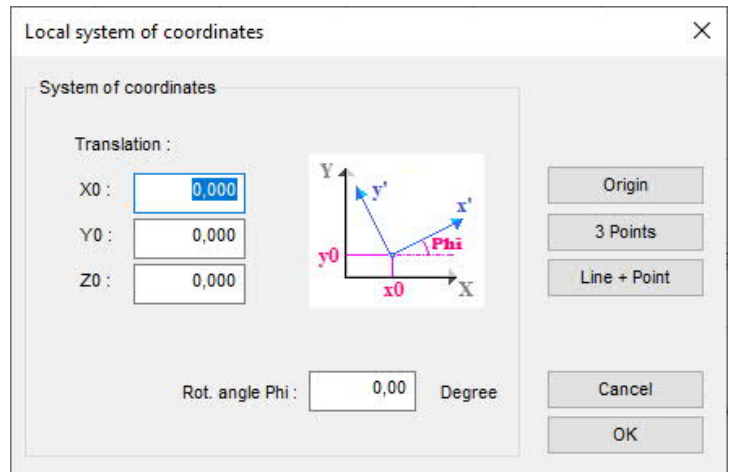 Local system of coordinates
System of coordinates
Translation :
X0 : 0,000
Y0 : 0,000
Z0 : 0,000
Y
y'
x'
Phi
y0
x0
X
Rot. angle Phi : 0,00 Degree
Origin
3 Points
Line + Point
Cancel
OK